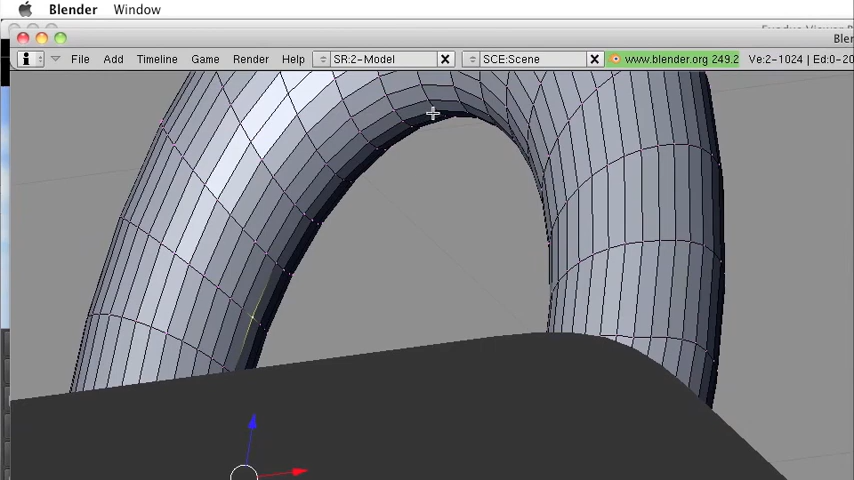 Blender Window
Blen
File Add Timeline Game Render Help SR:2-Model SCE:Scene www.blender.org 249.2 Ve:2-1024 | Ed:0-20